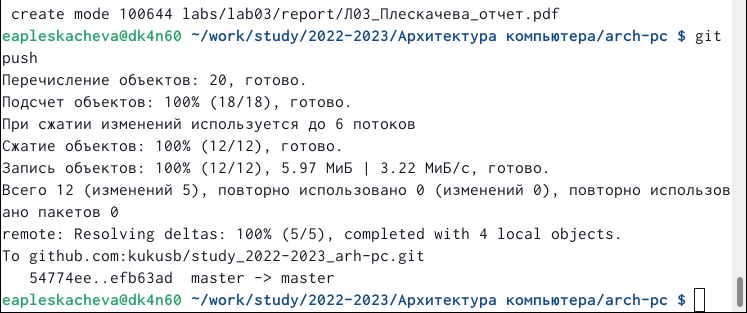 create mode 100644 labs/lab03/report/Л03_Плескачева_отчет.pdf
eapleskacheva@dk4n60 ~/work/study/2022-2023/Архитектура компьютера/arch-pc $ git
push
Перечисление объектов: 20, готово.
Подсчет объектов: 100% (18/18), готово.
При сжатии изменений используется до 6 потоков
Сжатие объектов: 100% (12/12), готово.
Запись объектов: 100% (12/12), 5.97 МиБ | 3.22 МиБ/с, готово.
Всего 12 (изменений 5), повторно использовано 0 (изменений 0), повторно использов
ано пакетов 0
remote: Resolving deltas: 100% (5/5), completed with 4 local objects.
To github.com:kukusb/study_2022-2023_arh-pc.git
54774ee..efb63ad  master -> master
eapleskacheva@dk4n60 ~/work/study/2022-2023/Архитектура компьютера/arch-pc $